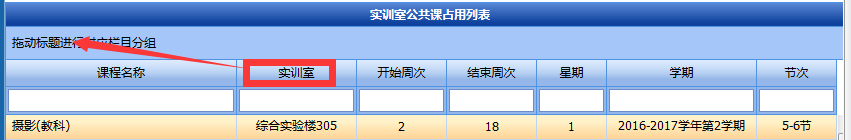 实训室公共课占用列表
拖动标题进行对应栏目分组
课程名称 实训室 开始周次 结束周次 星期 学期 节次
摄影(教科) 综合实验楼305 2 18 1 2016-2017学年第2学期 5-6节